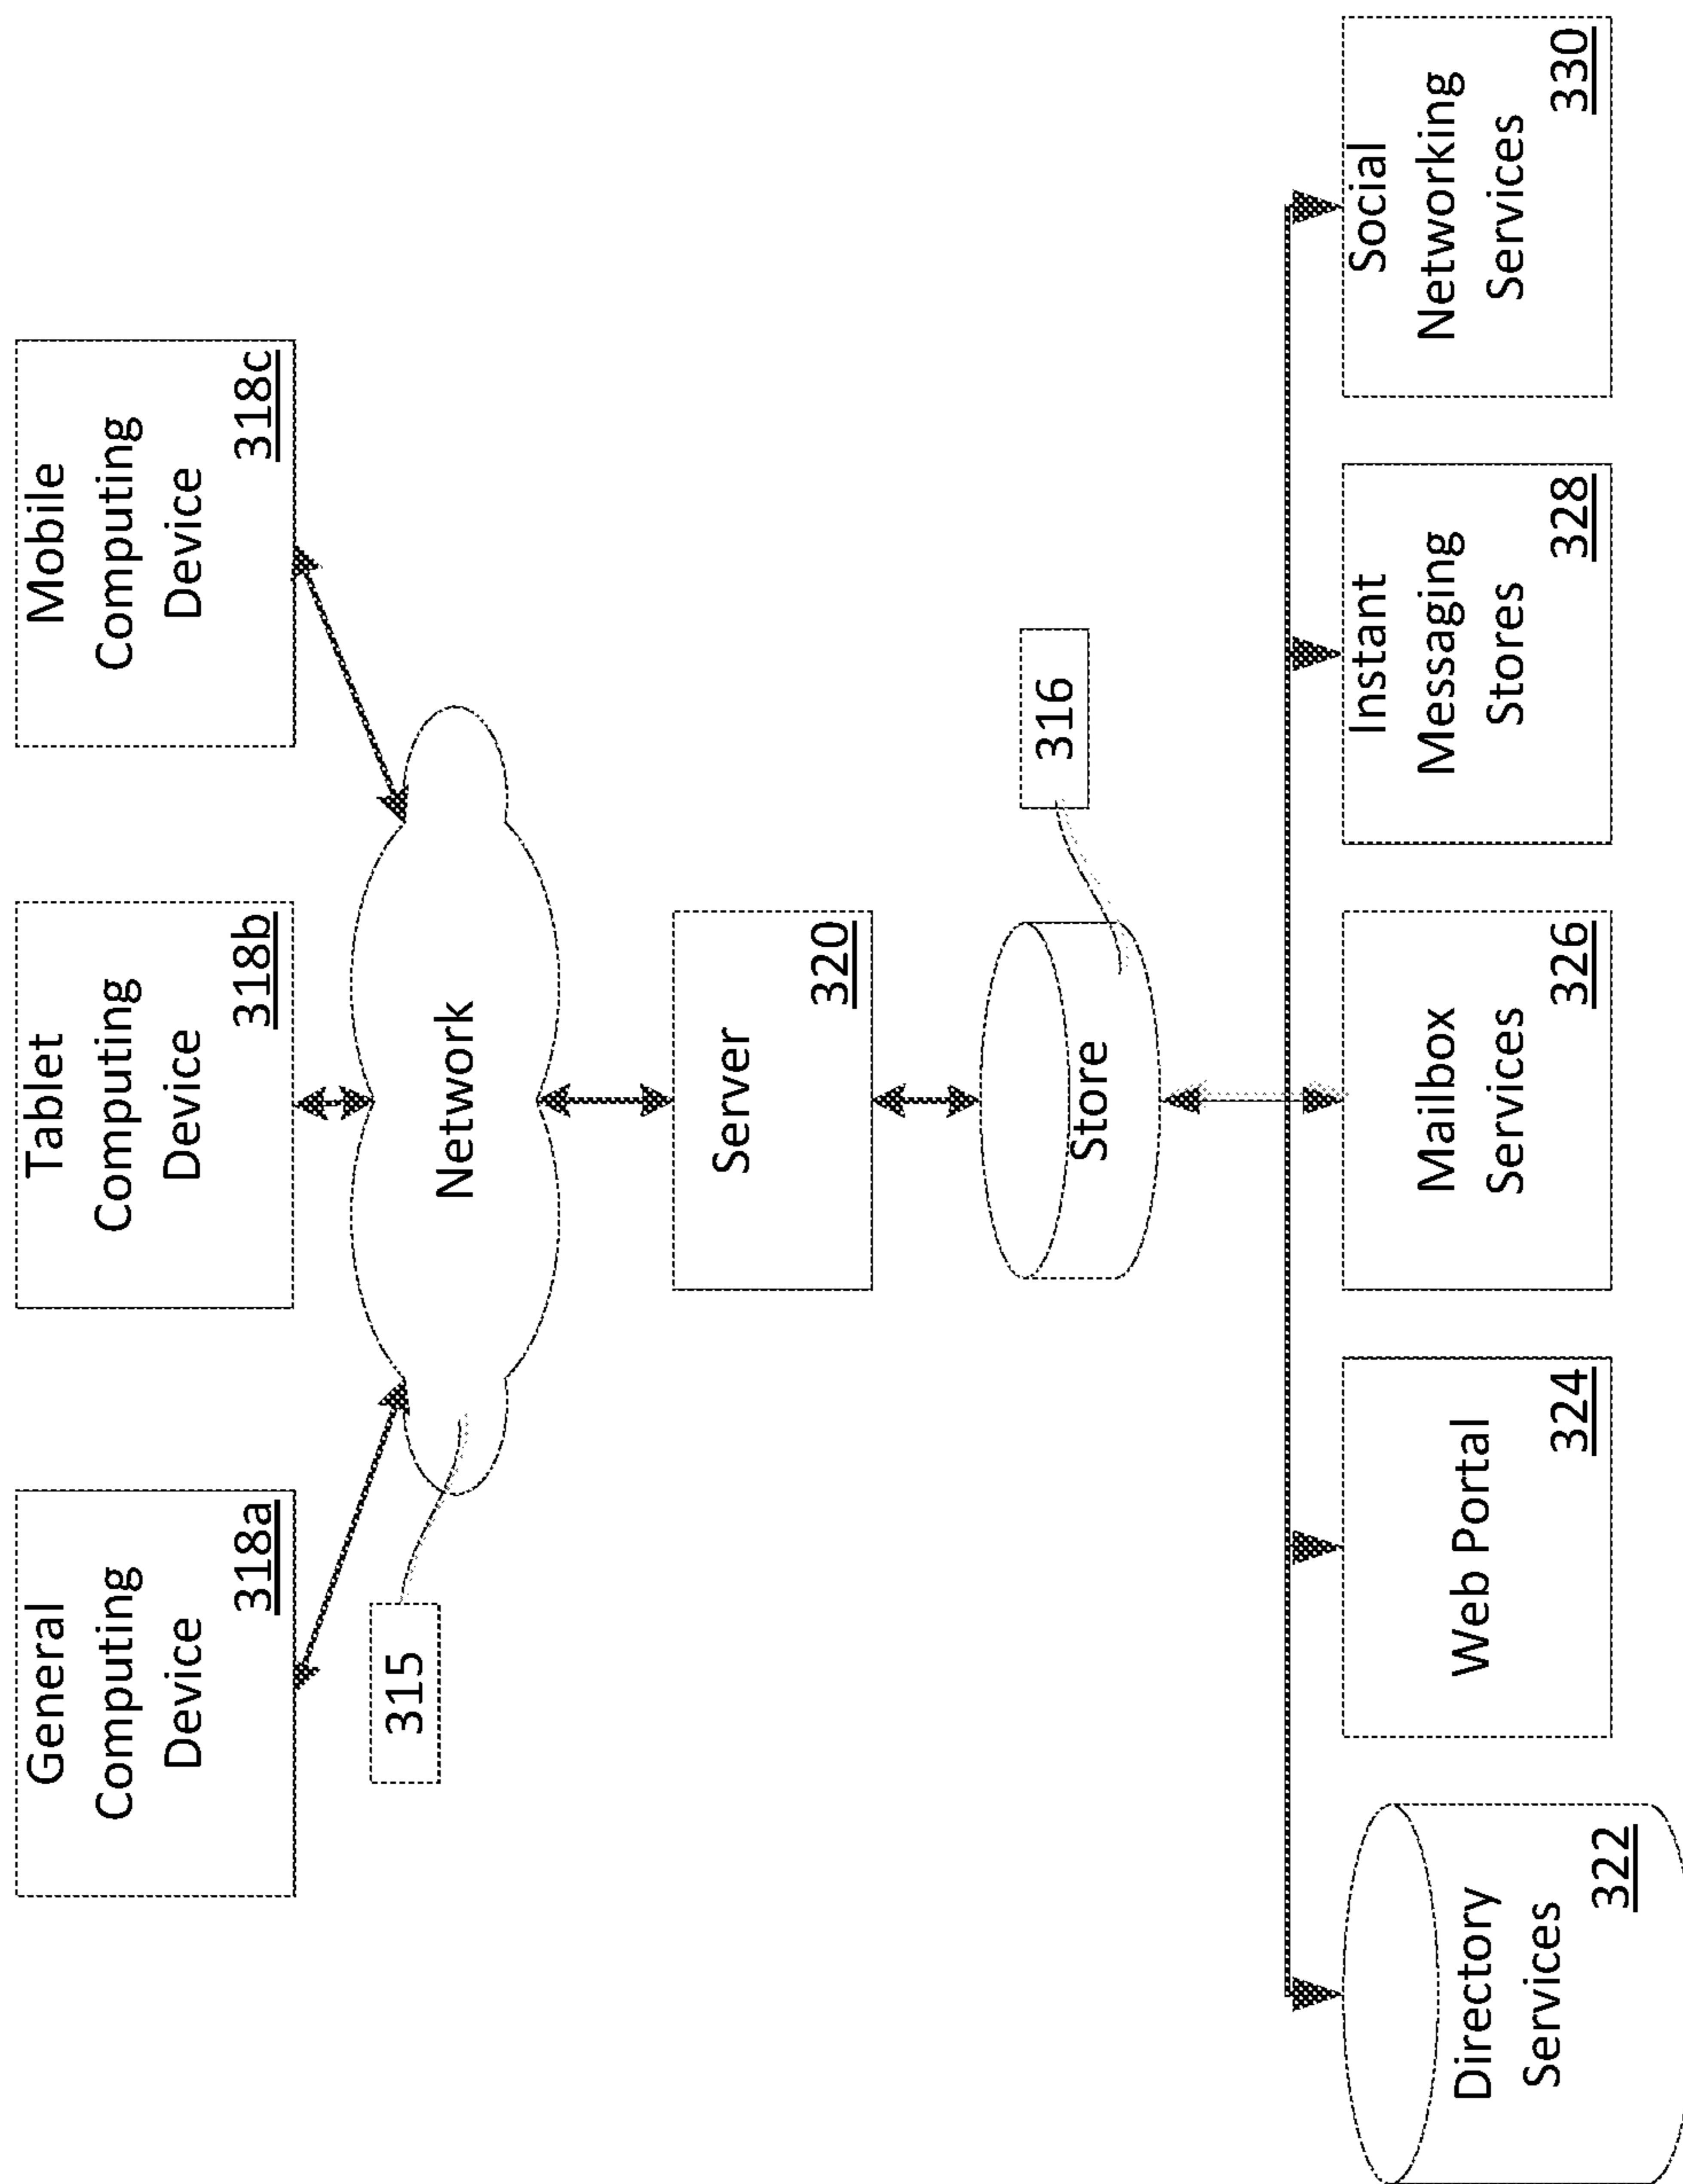 General
Computing
Device
318a
Tablet
Computing
Device
318b
Mobile
Computing
Device
318c
315
Network
Server
320
Store
316
Directory
Services
322
Web Portal
324
Mailbox
Services
326
Instant
Messaging
Stores
328
Social
Networking
Services
330